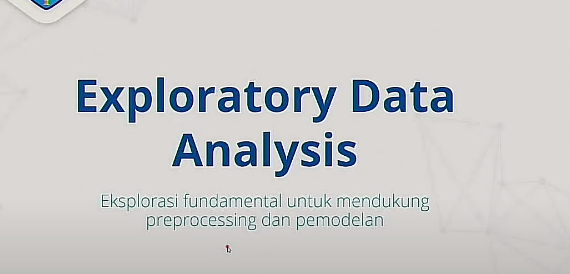 Exploratory Data
Analysis
Eksplorasi fundamental untuk mendukung
preprocessing dan pemodelan